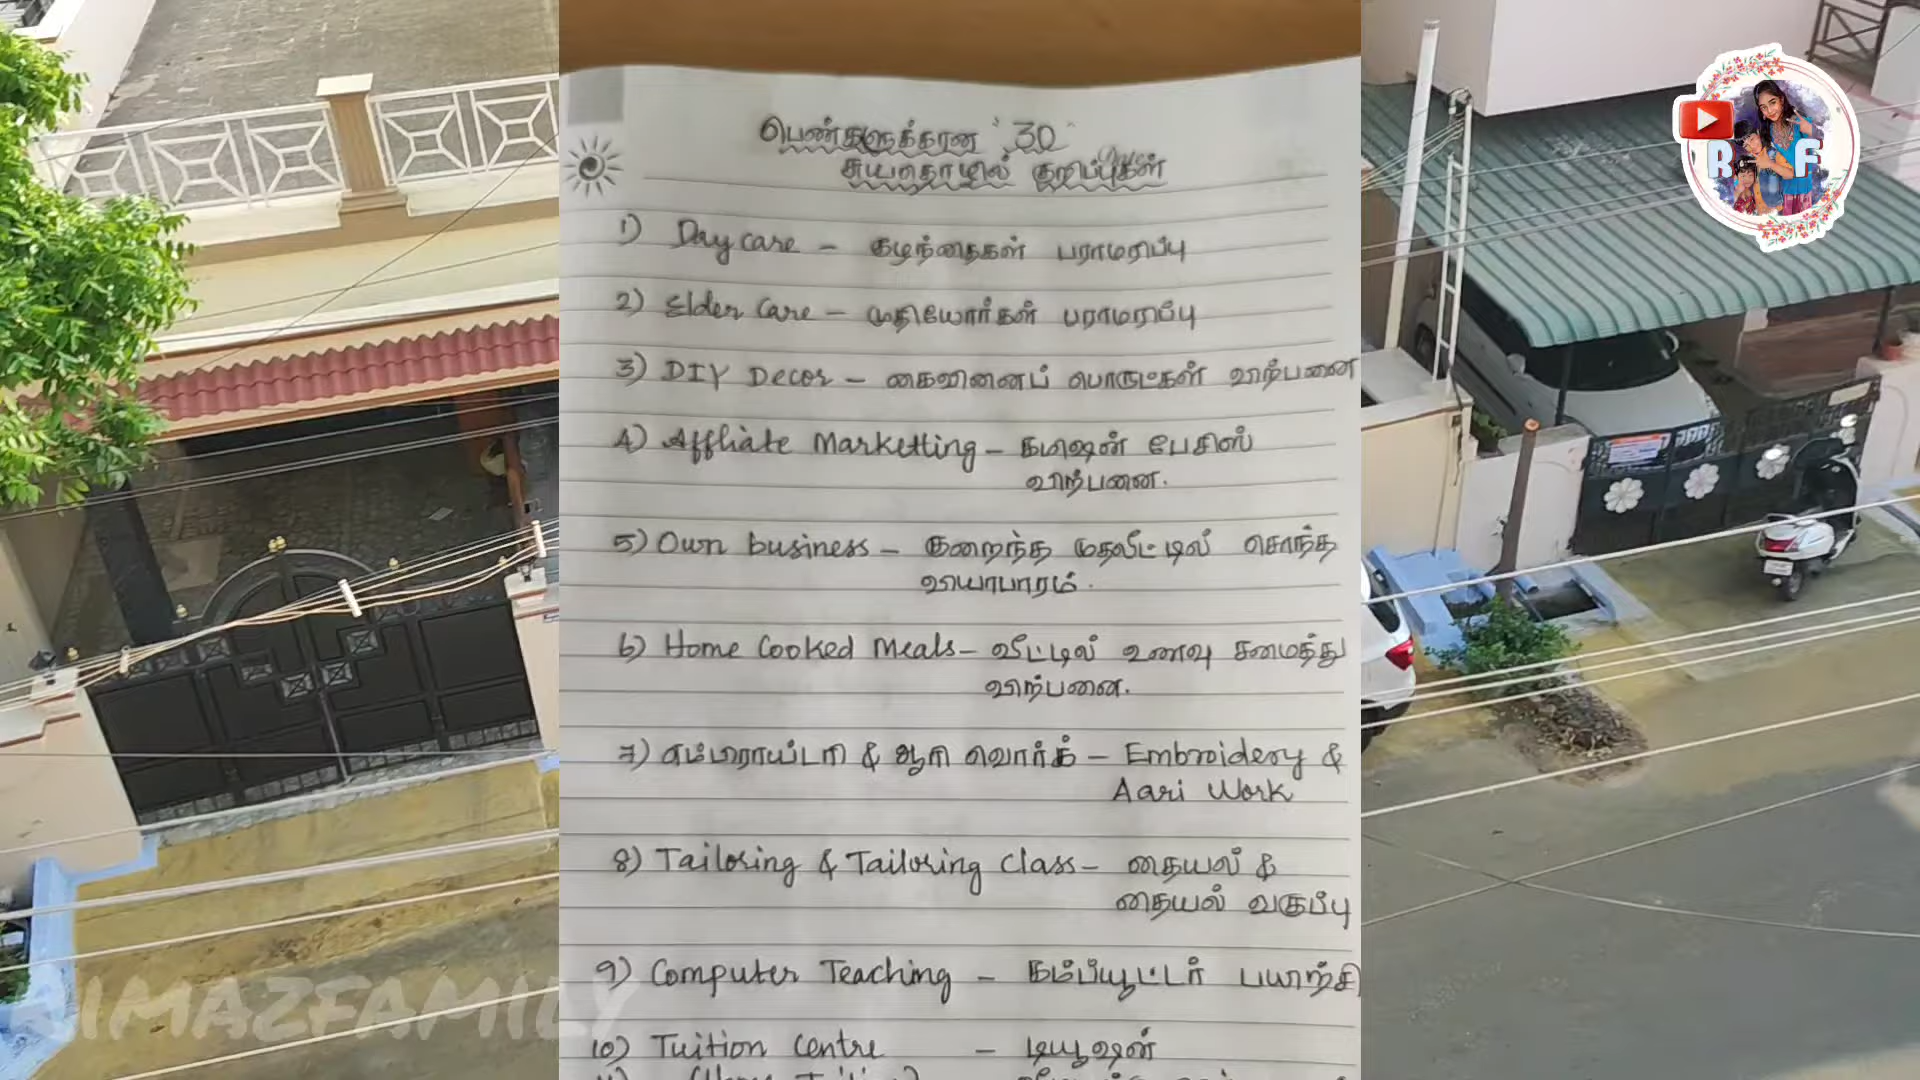 பெண்களுக்கான "30"
சுயதொழில் குறிப்புகள்
1) Day care - குழந்தைகள் பராமரிப்பு
2) Elder Care - முதியோர்கள் பராமரிப்பு
3) DIY Decor - கைவினைப் பொருட்கள் விற்பனை
4) Affliate Marketting - கமிஷன் பேசிஸ்
விற்பனை.
5) Own business - குறைந்த முதலீட்டில் சொந்த
வியாபாரம்.
6) Home Cooked Meals - வீட்டில் உணவு சமைத்து
விற்பனை.
7) எம்ப்ராய்டரி & ஆரி வொர்க் - Embroidery &
Aari Work
8) Tailoring & Tailoring Class - தையல் &
தையல் வகுப்பு
9) Computer Teaching - கம்ப்யூட்டர் பயிற்சி
10) Tuition Centre - டியூஷன்
R F
RIMAZFAMILY